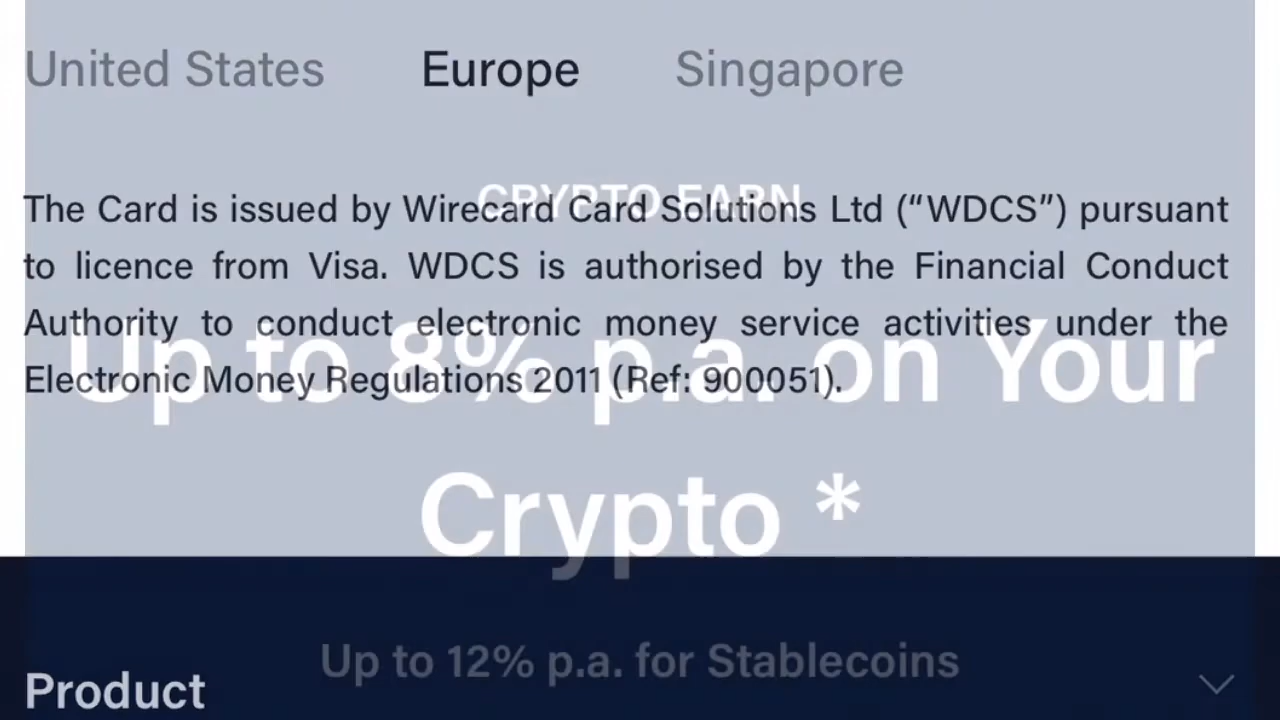 United States Europe Singapore
CRYPTO EARN
The Card is issued by Wirecard Card Solutions Ltd (“WDCS”) pursuant
to licence from Visa. WDCS is authorised by the Financial Conduct
Authority to conduct electronic money service activities under the
Electronic Money Regulations 2011 (Ref: 900051).
Up to 8% p.a. on Your
Crypto *
Up to 12% p.a. for Stablecoins
Product